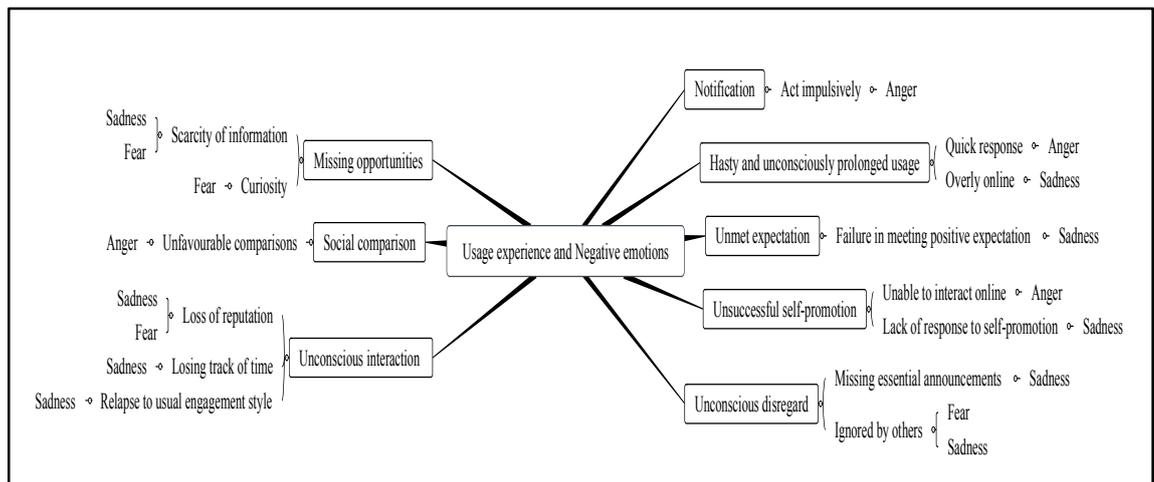 Usage experience and Negative emotions
Notification
Act impulsively
Anger
Hasty and unconsciously prolonged usage
Quick response
Anger
Overly online
Sadness
Unmet expectation
Failure in meeting positive expectation
Sadness
Unsuccessful self-promotion
Unable to interact online
Anger
Lack of response to self-promotion
Sadness
Unconscious disregard
Missing essential announcements
Sadness
Ignored by others
Fear
Sadness
Missing opportunities
Scarcity of information
Sadness
Fear
Curiosity
Fear
Social comparison
Unfavourable comparisons
Anger
Unconscious interaction
Loss of reputation
Sadness
Fear
Losing track of time
Sadness
Relapse to usual engagement style
Sadness